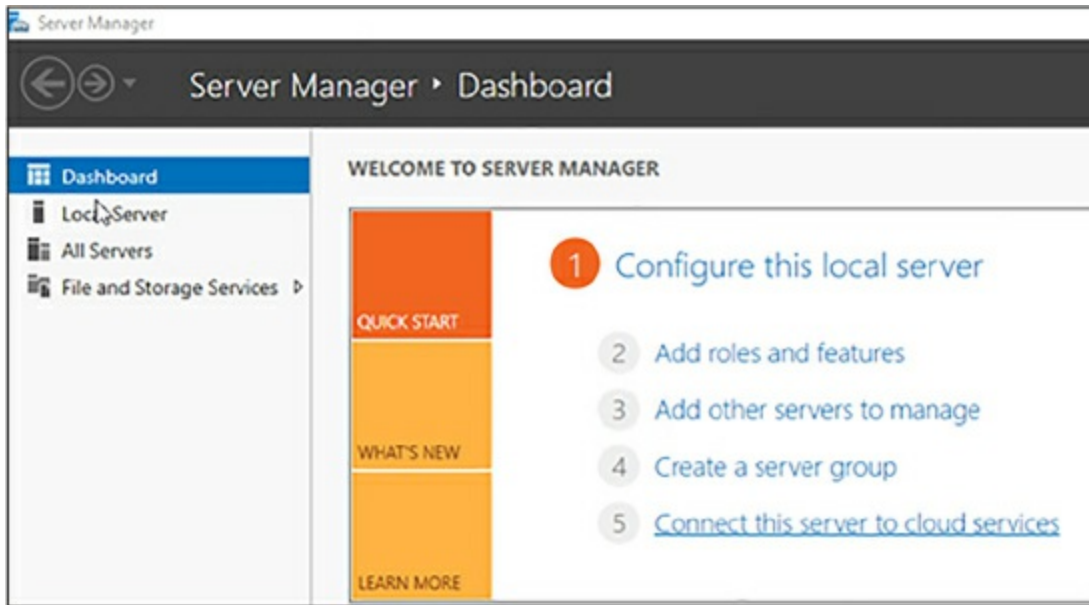 Server Manager
Server Manager ‣ Dashboard
Dashboard
Local Server
All Servers
File and Storage Services
WELCOME TO SERVER MANAGER
QUICK START
WHAT'S NEW
LEARN MORE
1 Configure this local server
2 Add roles and features
3 Add other servers to manage
4 Create a server group
5 Connect this server to cloud services